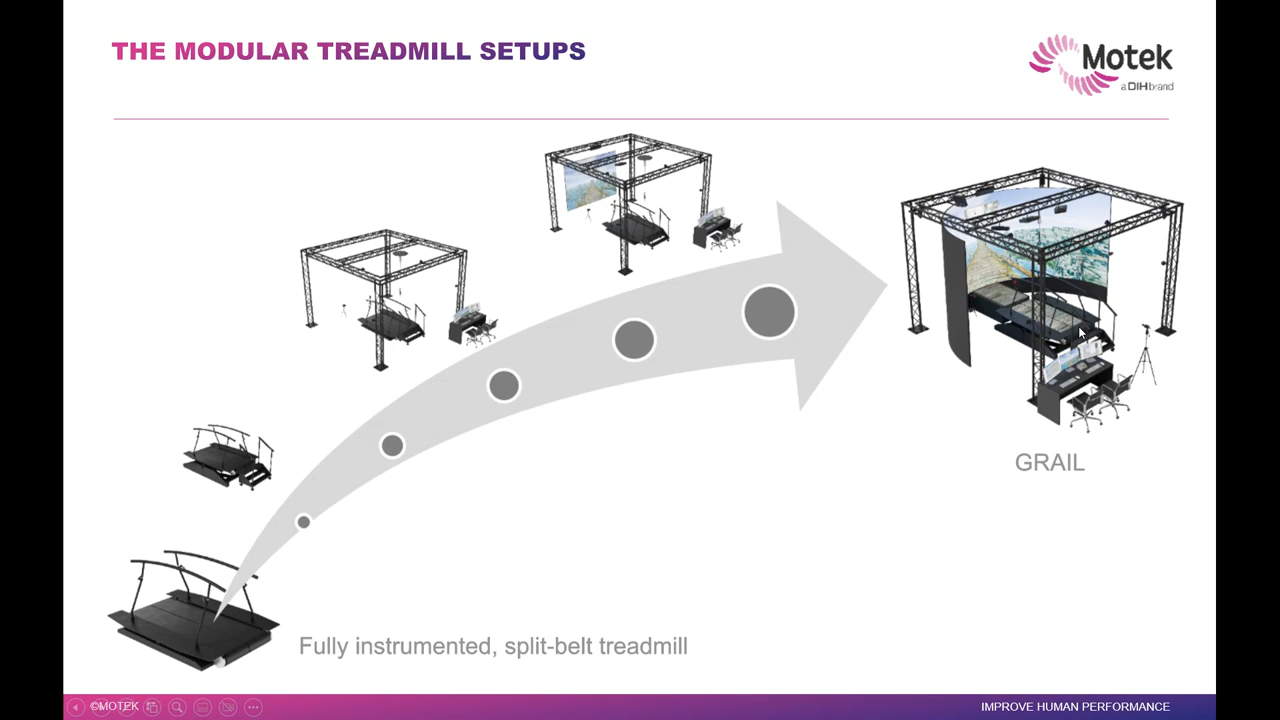 THE MODULAR TREADMILL SETUPS
Motek
a DIH brand
GRAIL
Fully instrumented, split-belt treadmill
©MOTEK
IMPROVE HUMAN PERFORMANCE